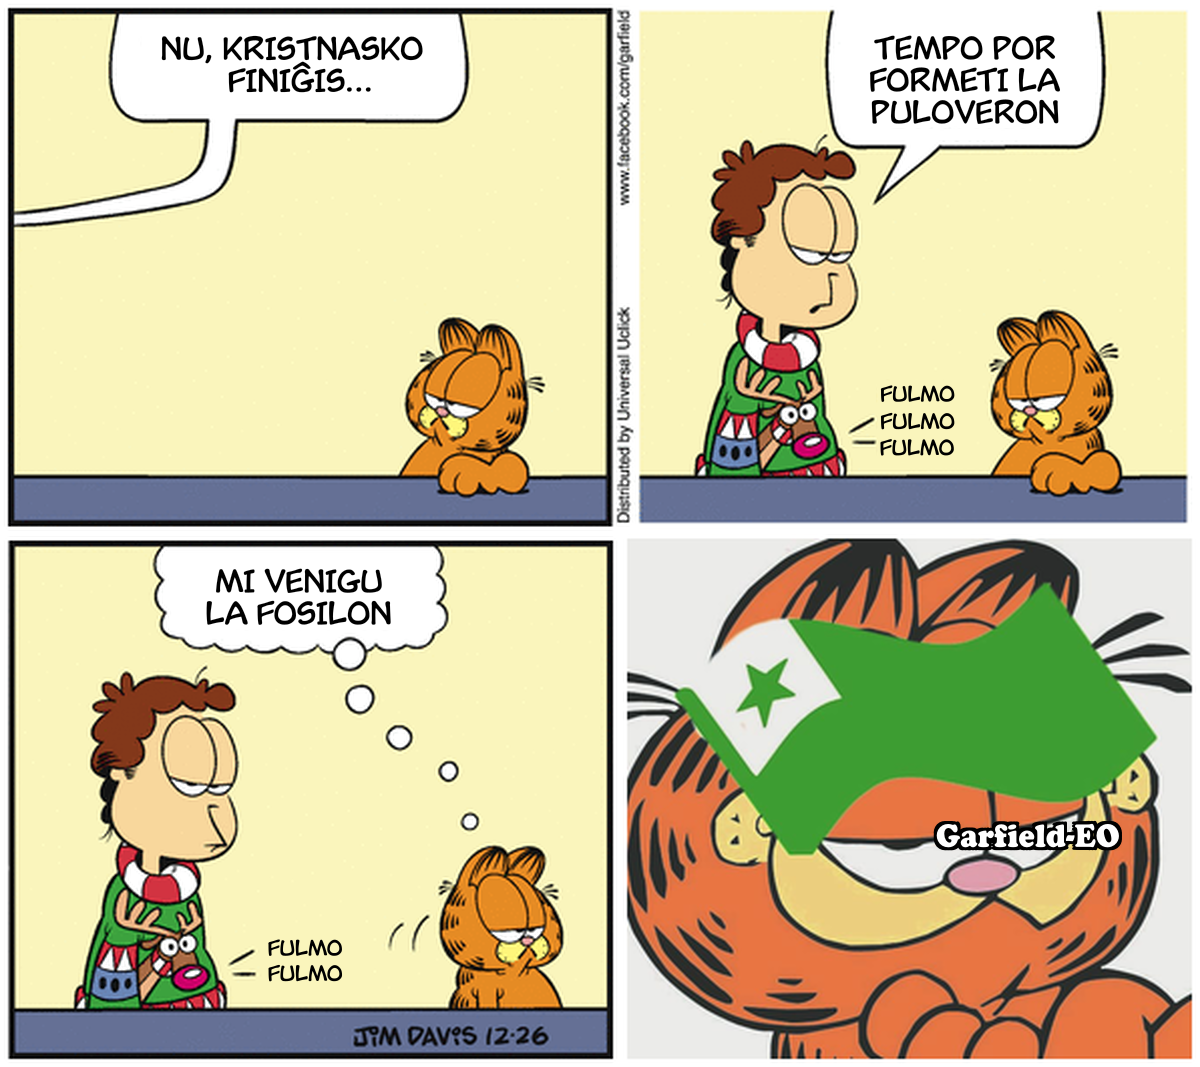 NU, KRISTNASKO
FINIĜIS...
www.facebook.com/garfield
Distributed by Universal Uclick
TEMPO POR
FORMETI LA
PULOVERON
FULMO
FULMO
FULMO
MI VENIGU
LA FOSILON
FULMO
FULMO
JIM DAVIS 12-26
Garfield-EO